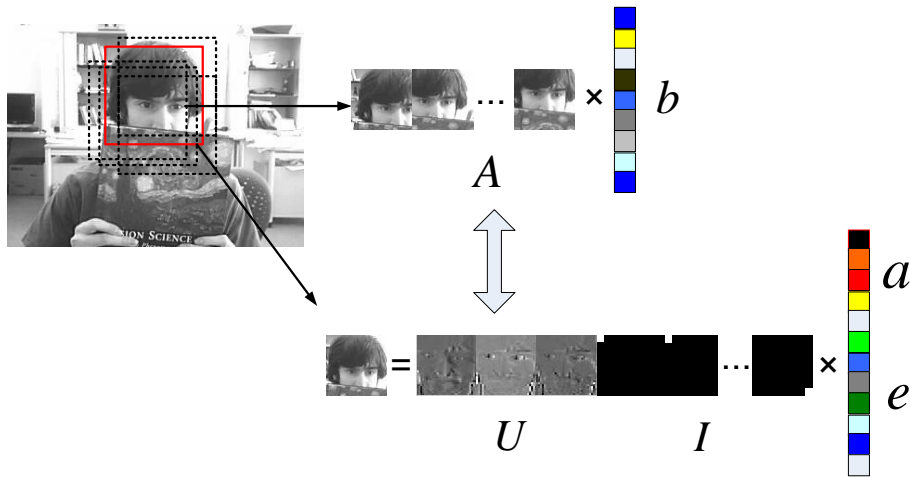 ... × b
A
ION SCIENCE
a
= ... ×
e
U I